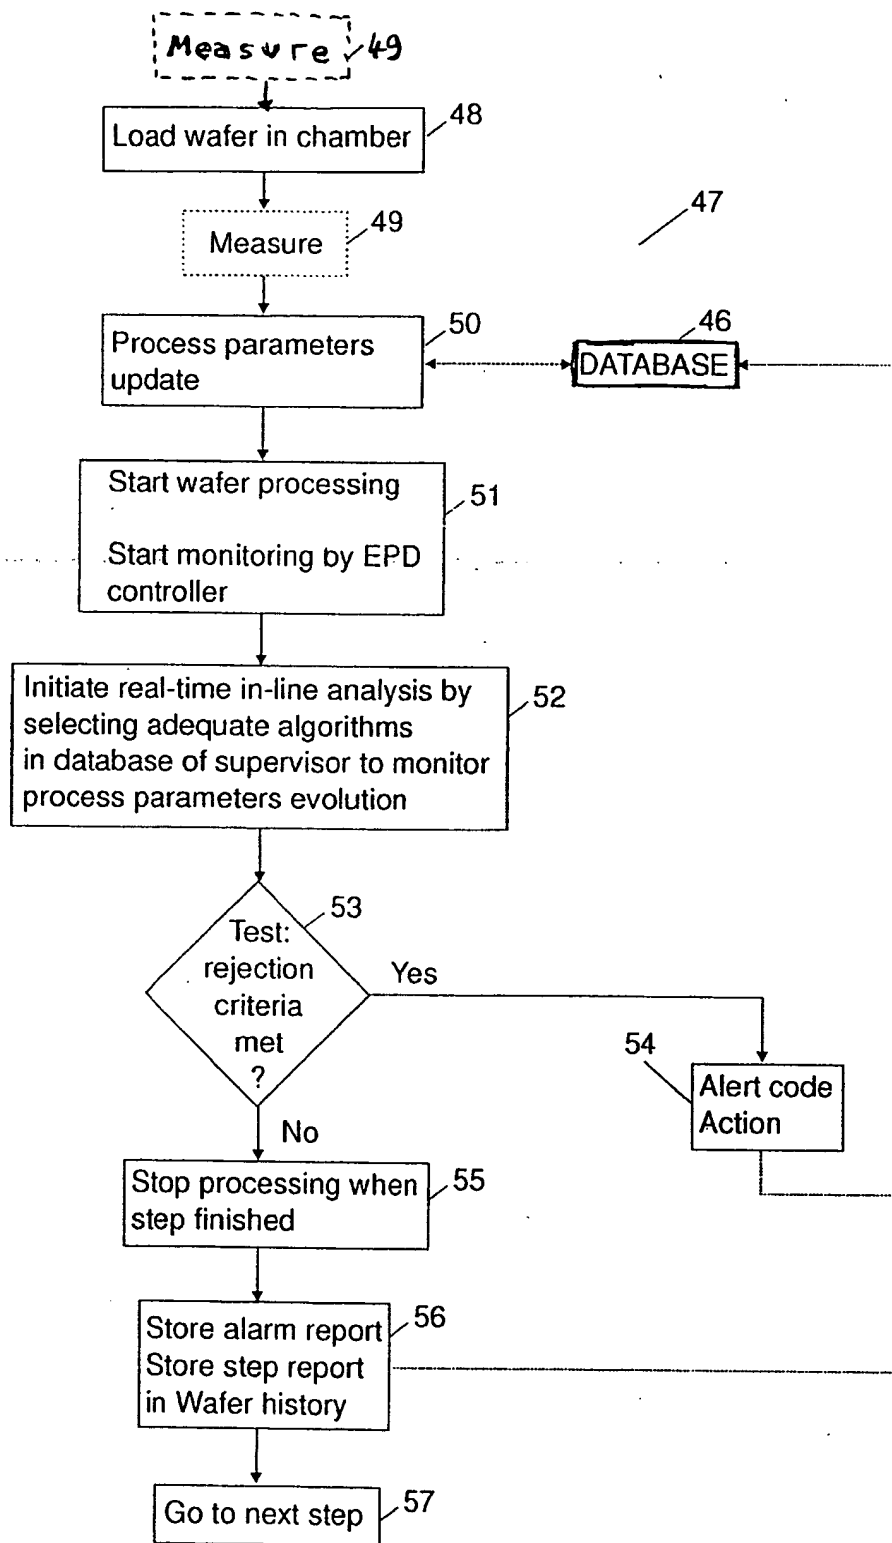 Measure 49
Load wafer in chamber 48
Measure 49
47
Process parameters
update
50
46
DATABASE
Start wafer processing
Start monitoring by EPD
controller
51
Initiate real-time in-line analysis by
selecting adequate algorithms
in database of supervisor to monitor
process parameters evolution
52
53
Test:
rejection
criteria
met
?
Yes
54
Alert code
Action
No
Stop processing when
step finished
55
Store alarm report
Store step report
in Wafer history
56
Go to next step 57